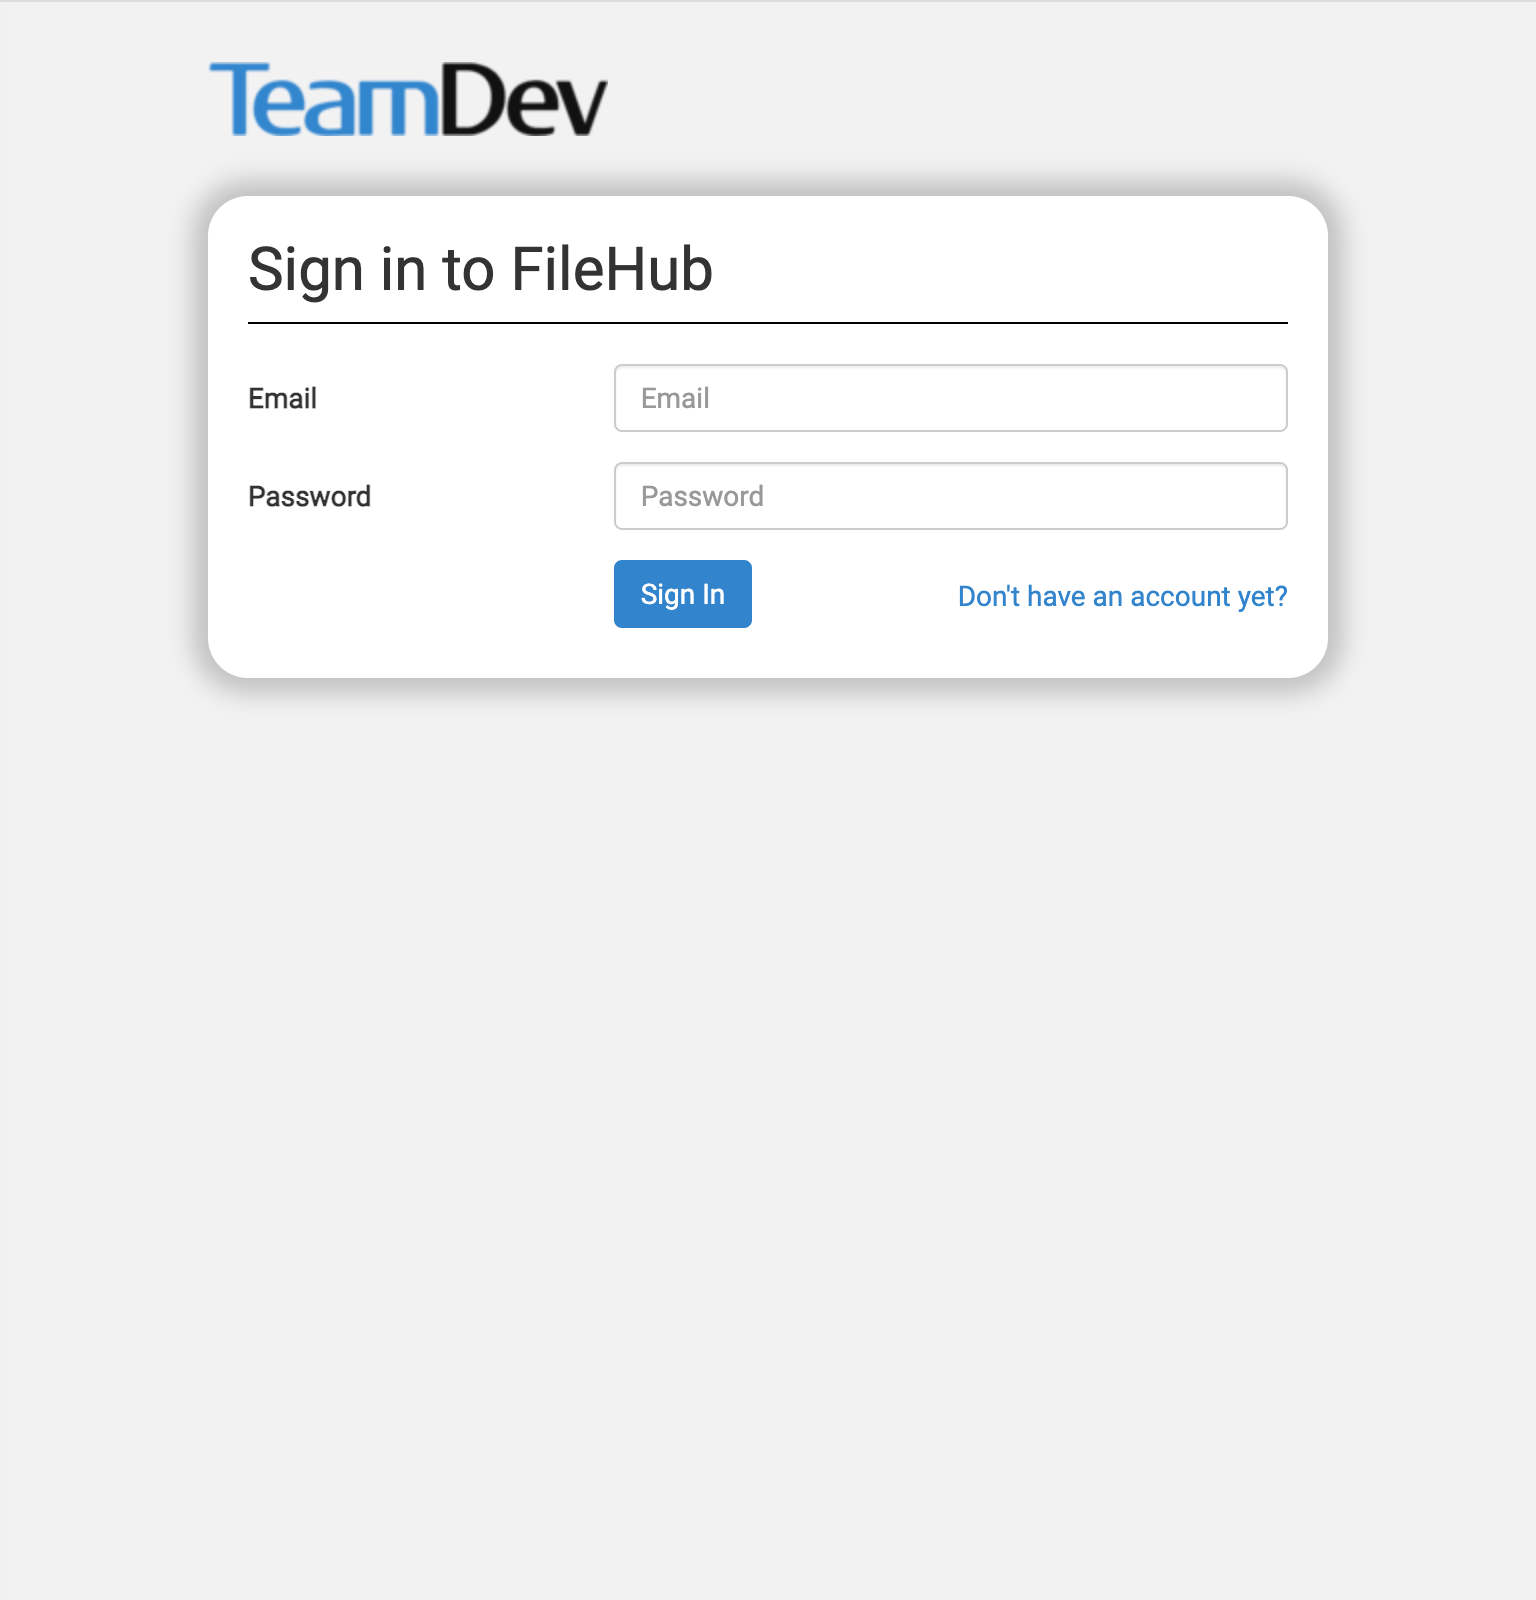 TeamDev
Sign in to FileHub
Email
Email
Password
Password
Sign In
Don't have an account yet?